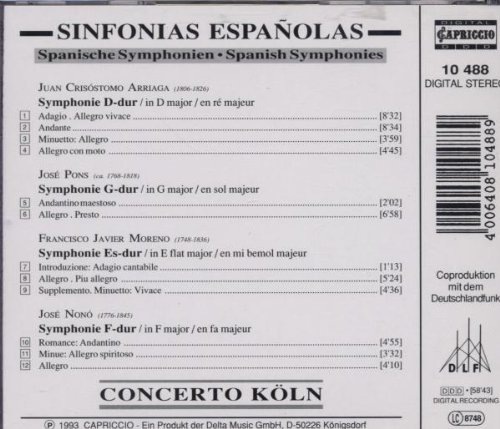 SINFONIAS ESPAÑOLAS
Spanische Symphonien • Spanish Symphonies
JUAN CRISÓSTOMO ARRIAGA (1806-1826)
Symphonie D-dur / in D major / en ré majeur
1 Adagio . Allegro vivace [8'32]
2 Andante [8'34]
3 Minuetto: Allegro [3'59]
4 Allegro con moto [4'45]
JOSÉ PONS (ca. 1768-1818)
Symphonie G-dur / in G major / en sol majeur
5 Andantino maestoso [2'02]
6 Allegro . Presto [6'58]
FRANCISCO JAVIER MORENO (1748-1836)
Symphonie Es-dur / in E flat major / en mi bemol majeur
7 Introduzione: Adagio cantabile [1'13]
8 Allegro . Piu allegro [5'24]
9 Supplemento. Minuetto: Vivace [4'36]
JOSÉ NONÓ (1776-1845)
Symphonie F-dur / in F major / en fa majeur
10 Romance: Andantino [4'55]
11 Minue: Allegro spiritoso [3'32]
12 Allegro [4'10]
CONCERTO KÖLN
℗ 1993 CAPRICCIO - Ein Produkt der Delta Music GmbH, D-50226 Königsdorf
DIGITAL
CAPRICCIO
DDD
10 488
DIGITAL STEREO
4 006408 104889
Coproduktion
mit dem
Deutschlandfunk
DLF
DDD • [58'43]
DIGITAL RECORDING
LC 8748